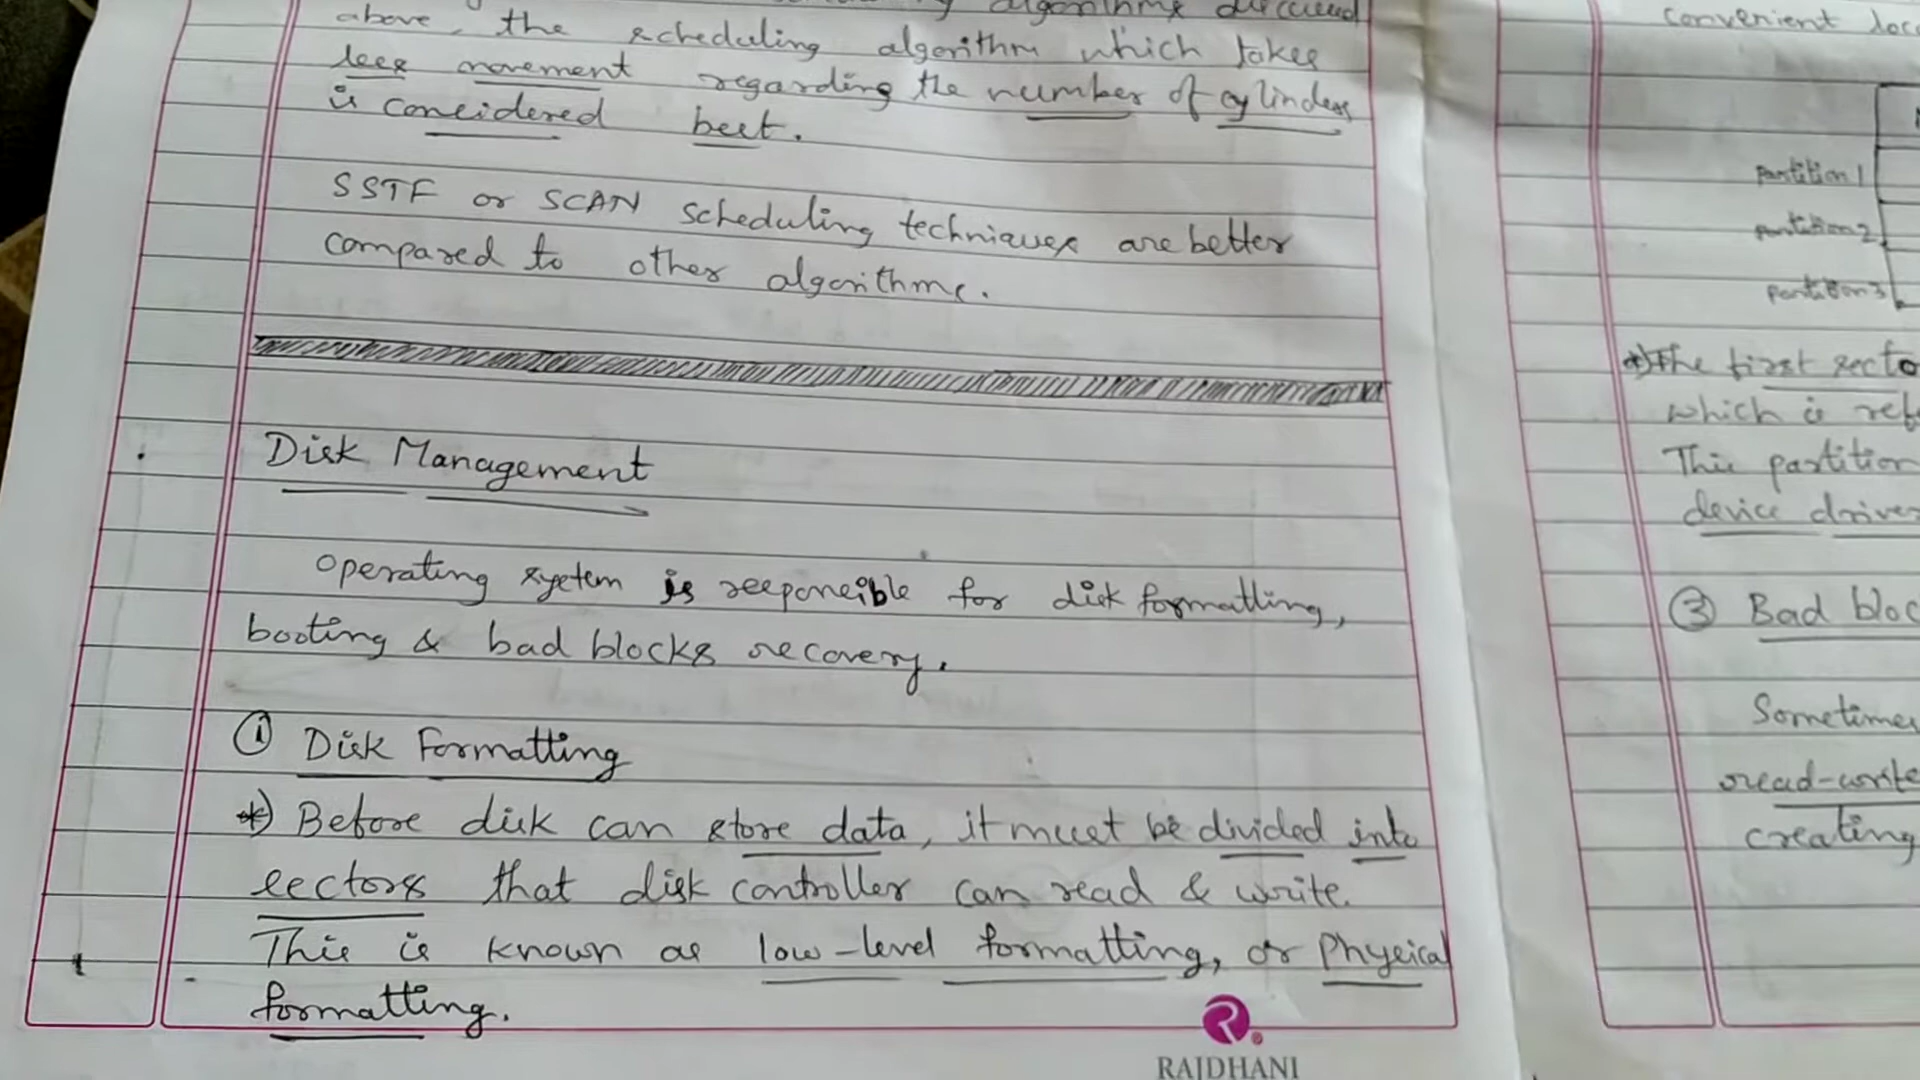 algorithms discussed
above, the scheduling algorithm which takes
less movement regarding the number of cylinders
is considered best.
SSTF or SCAN scheduling techniques are better
compared to other algorithms.
Disk Management
Operating system is responsible for disk formatting,
booting & bad blocks recovery.
① Disk Formatting
*) Before disk can store data, it must be divided into
sectors that disk controller can read & write.
This is known as low-level formatting, or Physical
formatting.
RAJDHANI
convenient
Partition 1
Partition 2
Partition 3
*) The first
which is
This partition
device
③ Bad
Sometimes
read-write
creating